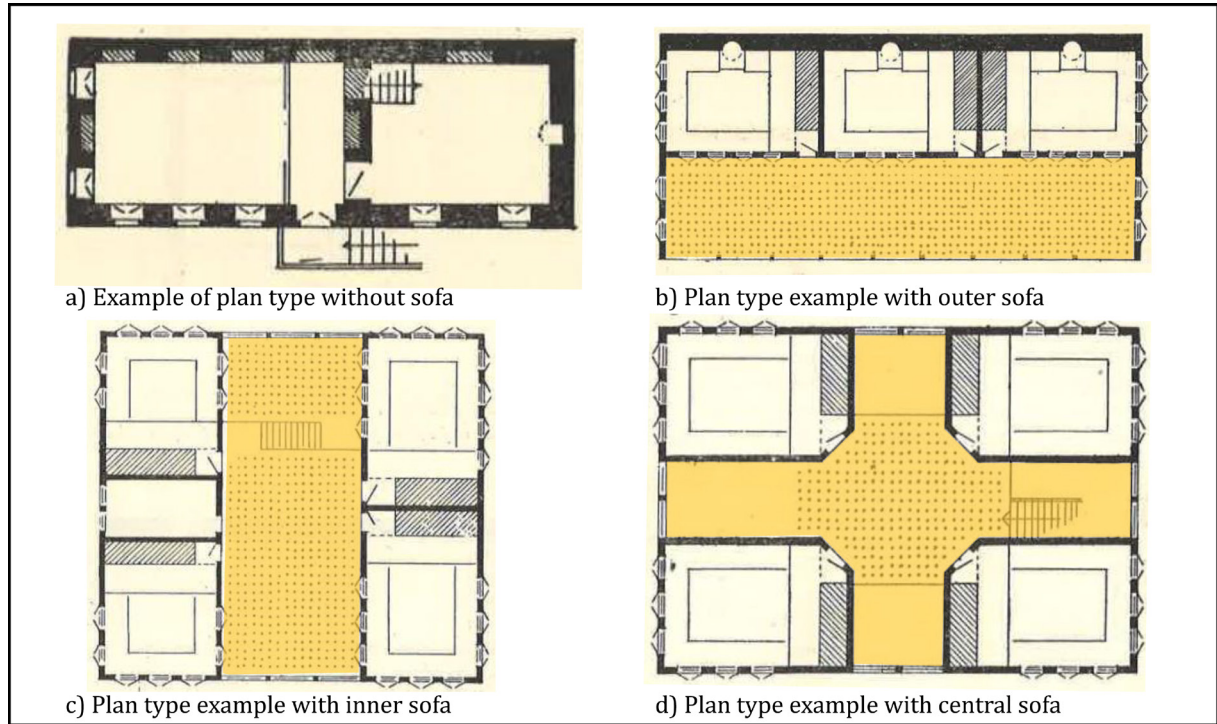 a) Example of plan type without sofa
b) Plan type example with outer sofa
c) Plan type example with inner sofa
d) Plan type example with central sofa